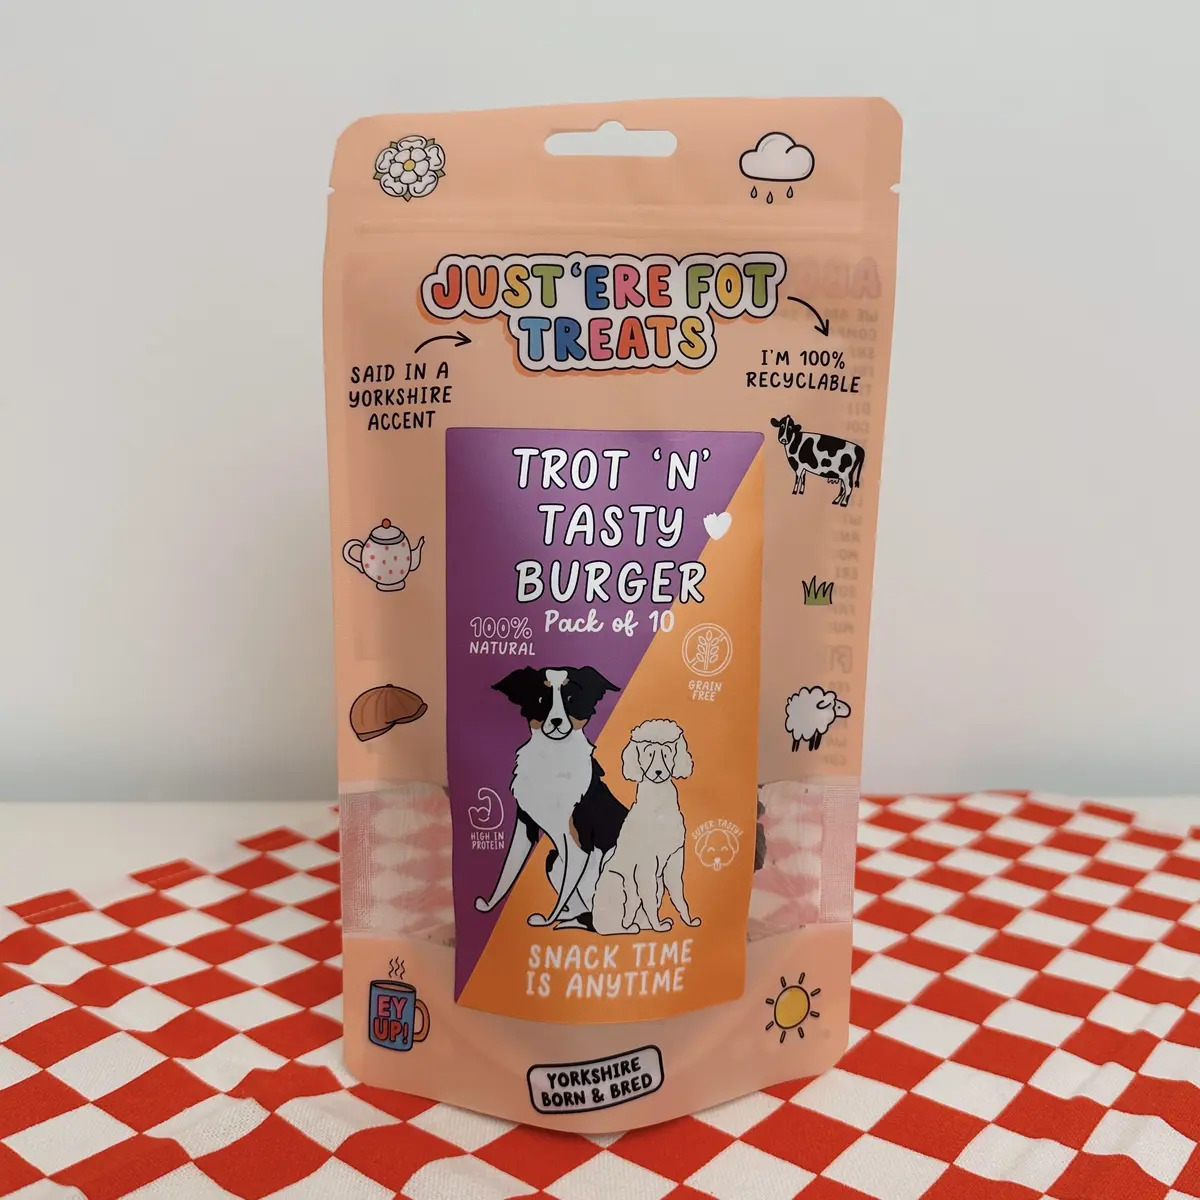 JUST 'ERE FOT
TREATS
SAID IN A
YORKSHIRE
ACCENT
I'M 100%
RECYCLABLE
TROT 'N'
TASTY
BURGER
Pack of 10
100%
NATURAL
GRAIN
FREE
HIGH IN
PROTEIN
SUPER TASTY!
SNACK TIME
IS ANYTIME
EY
UP!
YORKSHIRE
BORN & BRED